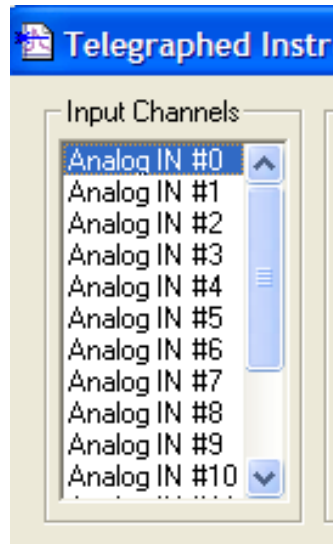 Telegraphed Instr
Input Channels
Analog IN #0
Analog IN #1
Analog IN #2
Analog IN #3
Analog IN #4
Analog IN #5
Analog IN #6
Analog IN #7
Analog IN #8
Analog IN #9
Analog IN #10